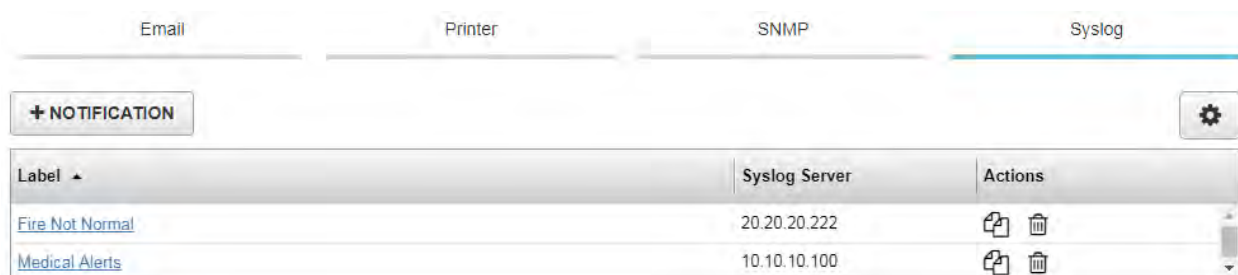 Email Printer SNMP Syslog
+ NOTIFICATION
Label Syslog Server Actions
Fire Not Normal 20.20.20.222
Medical Alerts 10.10.10.100